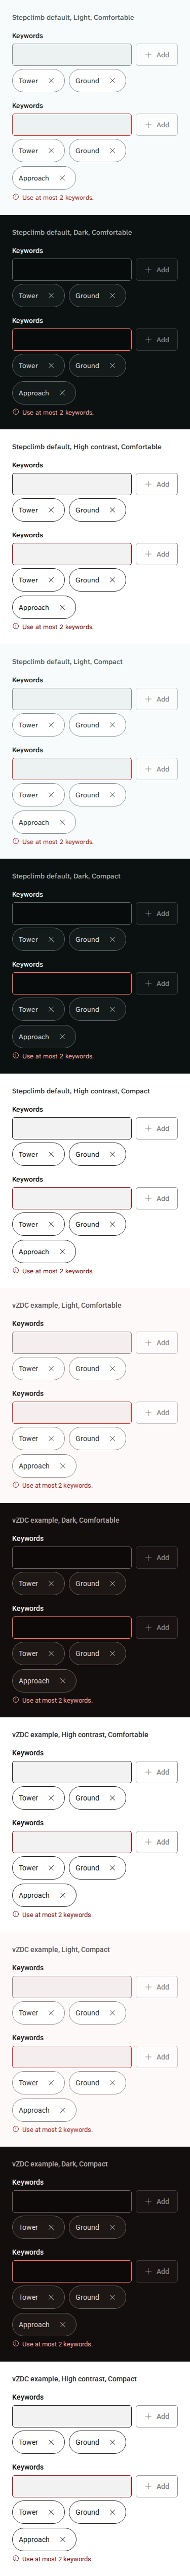 Stepclimb default, Light, Comfortable
Keywords
Add
Tower Ground
Keywords
Add
Tower Ground
Approach
Use at most 2 keywords.
Stepclimb default, Dark, Comfortable
Keywords
Add
Tower Ground
Keywords
Add
Tower Ground
Approach
Use at most 2 keywords.
Stepclimb default, High contrast, Comfortable
Keywords
Add
Tower Ground
Keywords
Add
Tower Ground
Approach
Use at most 2 keywords.
Stepclimb default, Light, Compact
Keywords
Add
Tower Ground
Keywords
Add
Tower Ground
Approach
Use at most 2 keywords.
Stepclimb default, Dark, Compact
Keywords
Add
Tower Ground
Keywords
Add
Tower Ground
Approach
Use at most 2 keywords.
Stepclimb default, High contrast, Compact
Keywords
Add
Tower Ground
Keywords
Add
Tower Ground
Approach
Use at most 2 keywords.
vZDC example, Light, Comfortable
Keywords
Add
Tower Ground
Keywords
Add
Tower Ground
Approach
Use at most 2 keywords.
vZDC example, Dark, Comfortable
Keywords
Add
Tower Ground
Keywords
Add
Tower Ground
Approach
Use at most 2 keywords.
vZDC example, High contrast, Comfortable
Keywords
Add
Tower Ground
Keywords
Add
Tower Ground
Approach
Use at most 2 keywords.
vZDC example, Light, Compact
Keywords
Add
Tower Ground
Keywords
Add
Tower Ground
Approach
Use at most 2 keywords.
vZDC example, Dark, Compact
Keywords
Add
Tower Ground
Keywords
Add
Tower Ground
Approach
Use at most 2 keywords.
vZDC example, High contrast, Compact
Keywords
Add
Tower Ground
Keywords
Add
Tower Ground
Approach
Use at most 2 keywords.